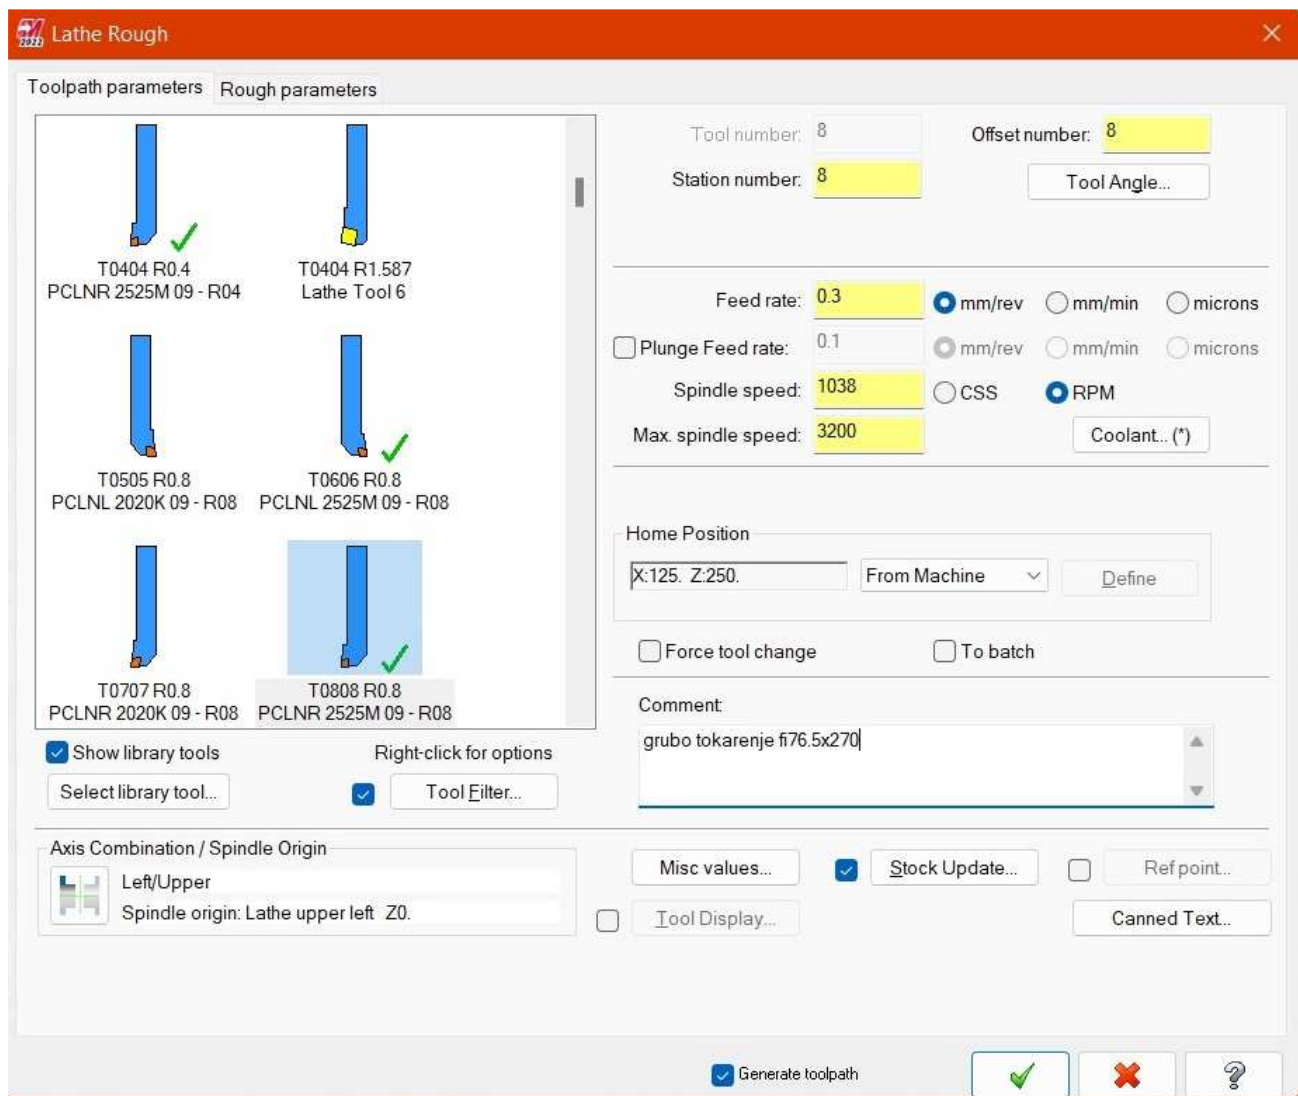 2022 Lathe Rough
Toolpath parameters Rough parameters
T0404 R0.4
PCLNR 2525M 09 - R04
T0404 R1.587
Lathe Tool 6
T0505 R0.8
PCLNL 2020K 09 - R08
T0606 R0.8
PCLNL 2525M 09 - R08
T0707 R0.8
PCLNR 2020K 09 - R08
T0808 R0.8
PCLNR 2525M 09 - R08
Show library tools Right-click for options
Select library tool... Tool Filter...
Tool number: 8 Offset number: 8
Station number: 8 Tool Angle...
Feed rate: 0.3 mm/rev mm/min microns
Plunge Feed rate: 0.1 mm/rev mm/min microns
Spindle speed: 1038 CSS RPM
Max. spindle speed: 3200 Coolant... (*)
Home Position
X:125. Z:250. From Machine Define
Force tool change To batch
Comment:
grubo tokarenje fi76.5x270
Axis Combination / Spindle Origin
Left/Upper
Spindle origin: Lathe upper left Z0.
Misc values... Stock Update... Ref point...
Tool Display... Canned Text...
Generate toolpath